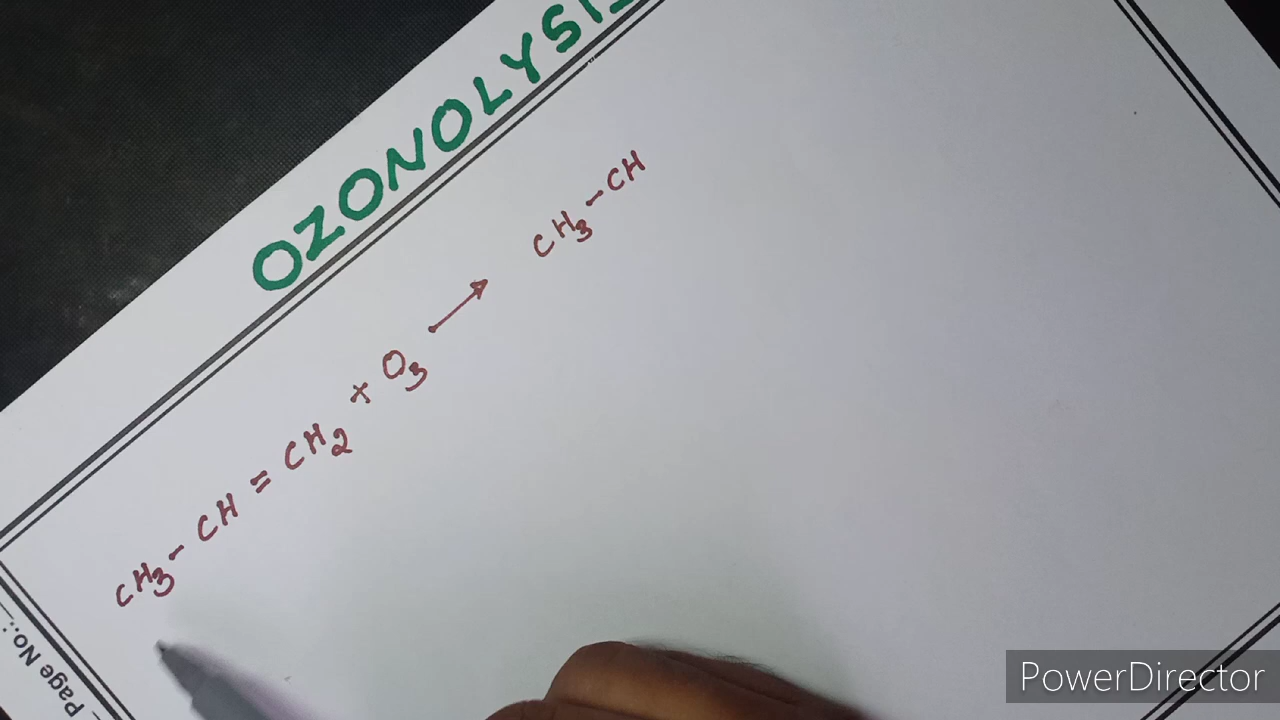 OZONOLYSIS
CH3 - CH = CH2 + O3 → CH3 - CH
Page No.:
PowerDirector